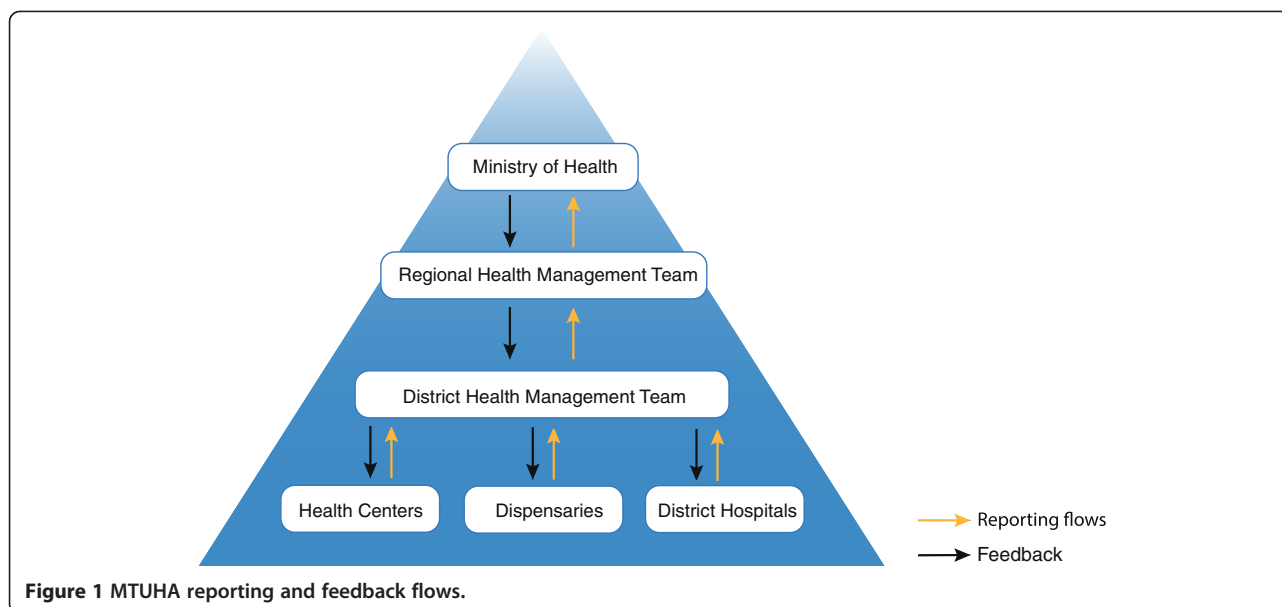 Ministry of Health
Regional Health Management Team
District Health Management Team
Health Centers
Dispensaries
District Hospitals
Reporting flows
Feedback
Figure 1 MTUHA reporting and feedback flows.